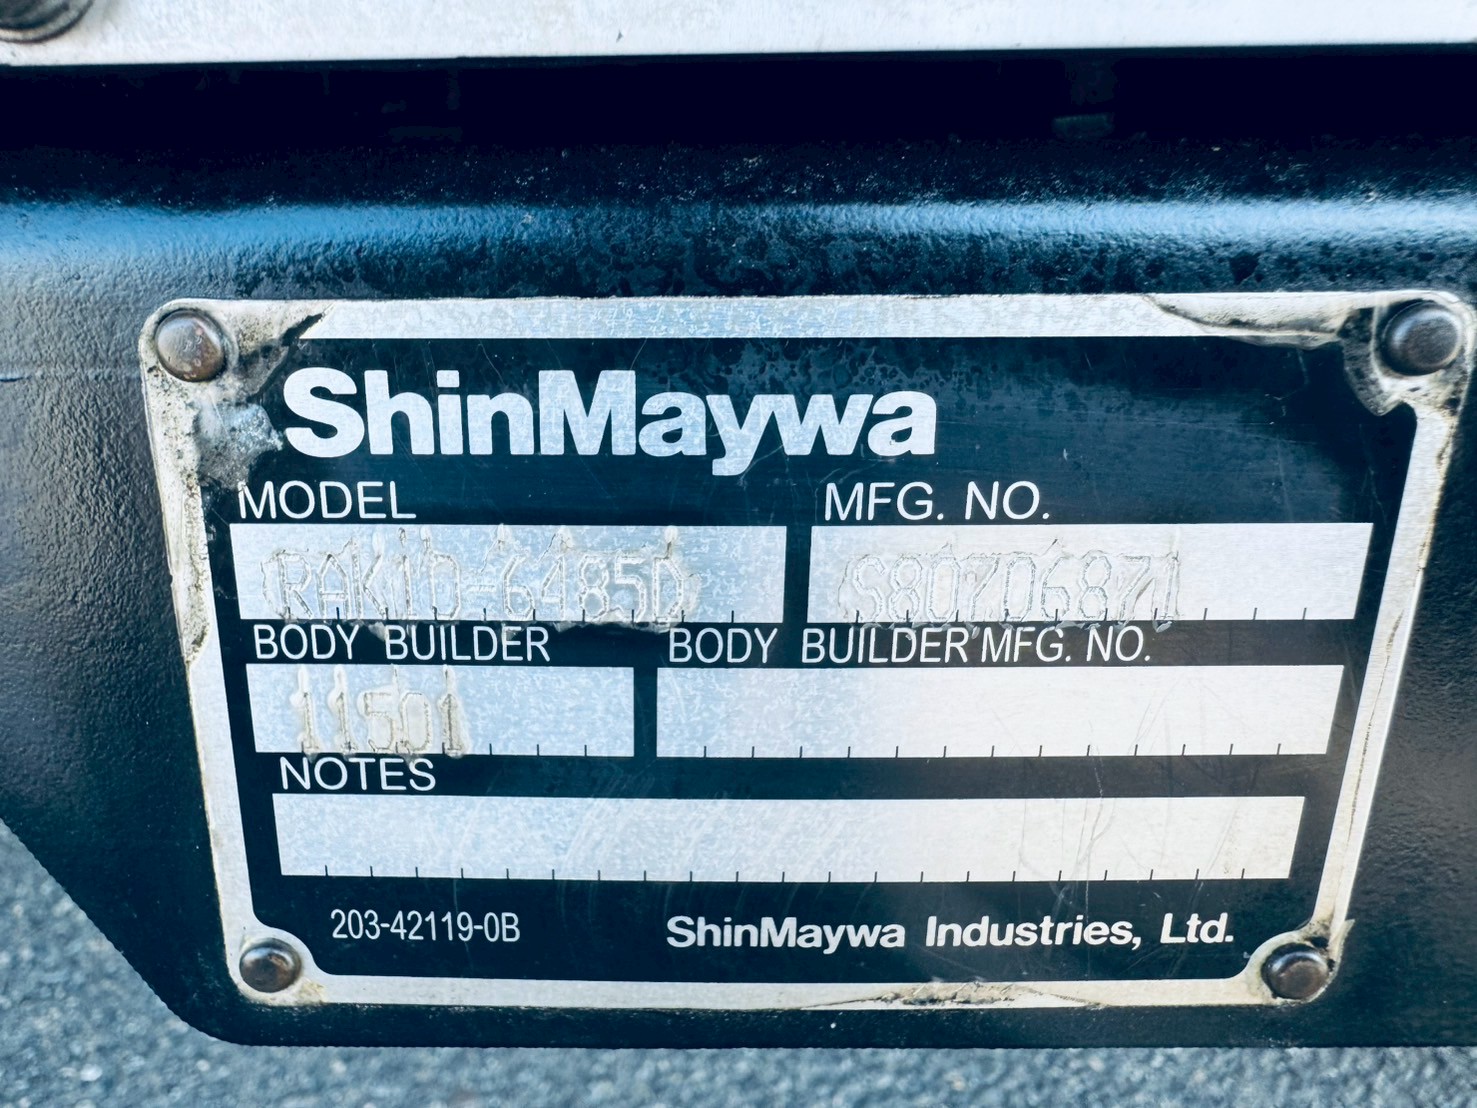 ShinMaywa
MODEL MFG. NO.
RAK10-6485D S80706871
BODY BUILDER BODY BUILDER MFG. NO.
11501
NOTES
203-42119-0B ShinMaywa Industries, Ltd.